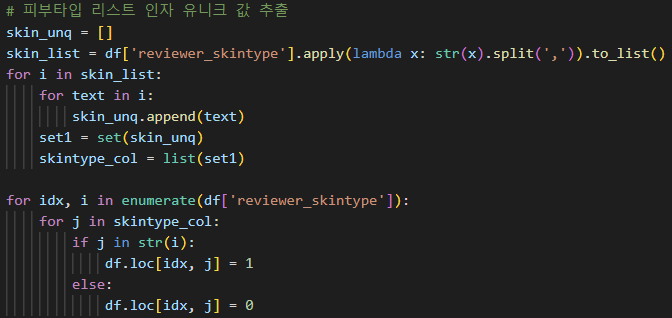 # 피부타입 리스트 인자 유니크 값 추출
skin_unq = []
skin_list = df['reviewer_skintype'].apply(lambda x: str(x).split(',')).to_list()
for i in skin_list:
    for text in i:
        skin_unq.append(text)
    set1 = set(skin_unq)
    skintype_col = list(set1)

for idx, i in enumerate(df['reviewer_skintype']):
    for j in skintype_col:
        if j in str(i):
            df.loc[idx, j] = 1
        else:
            df.loc[idx, j] = 0